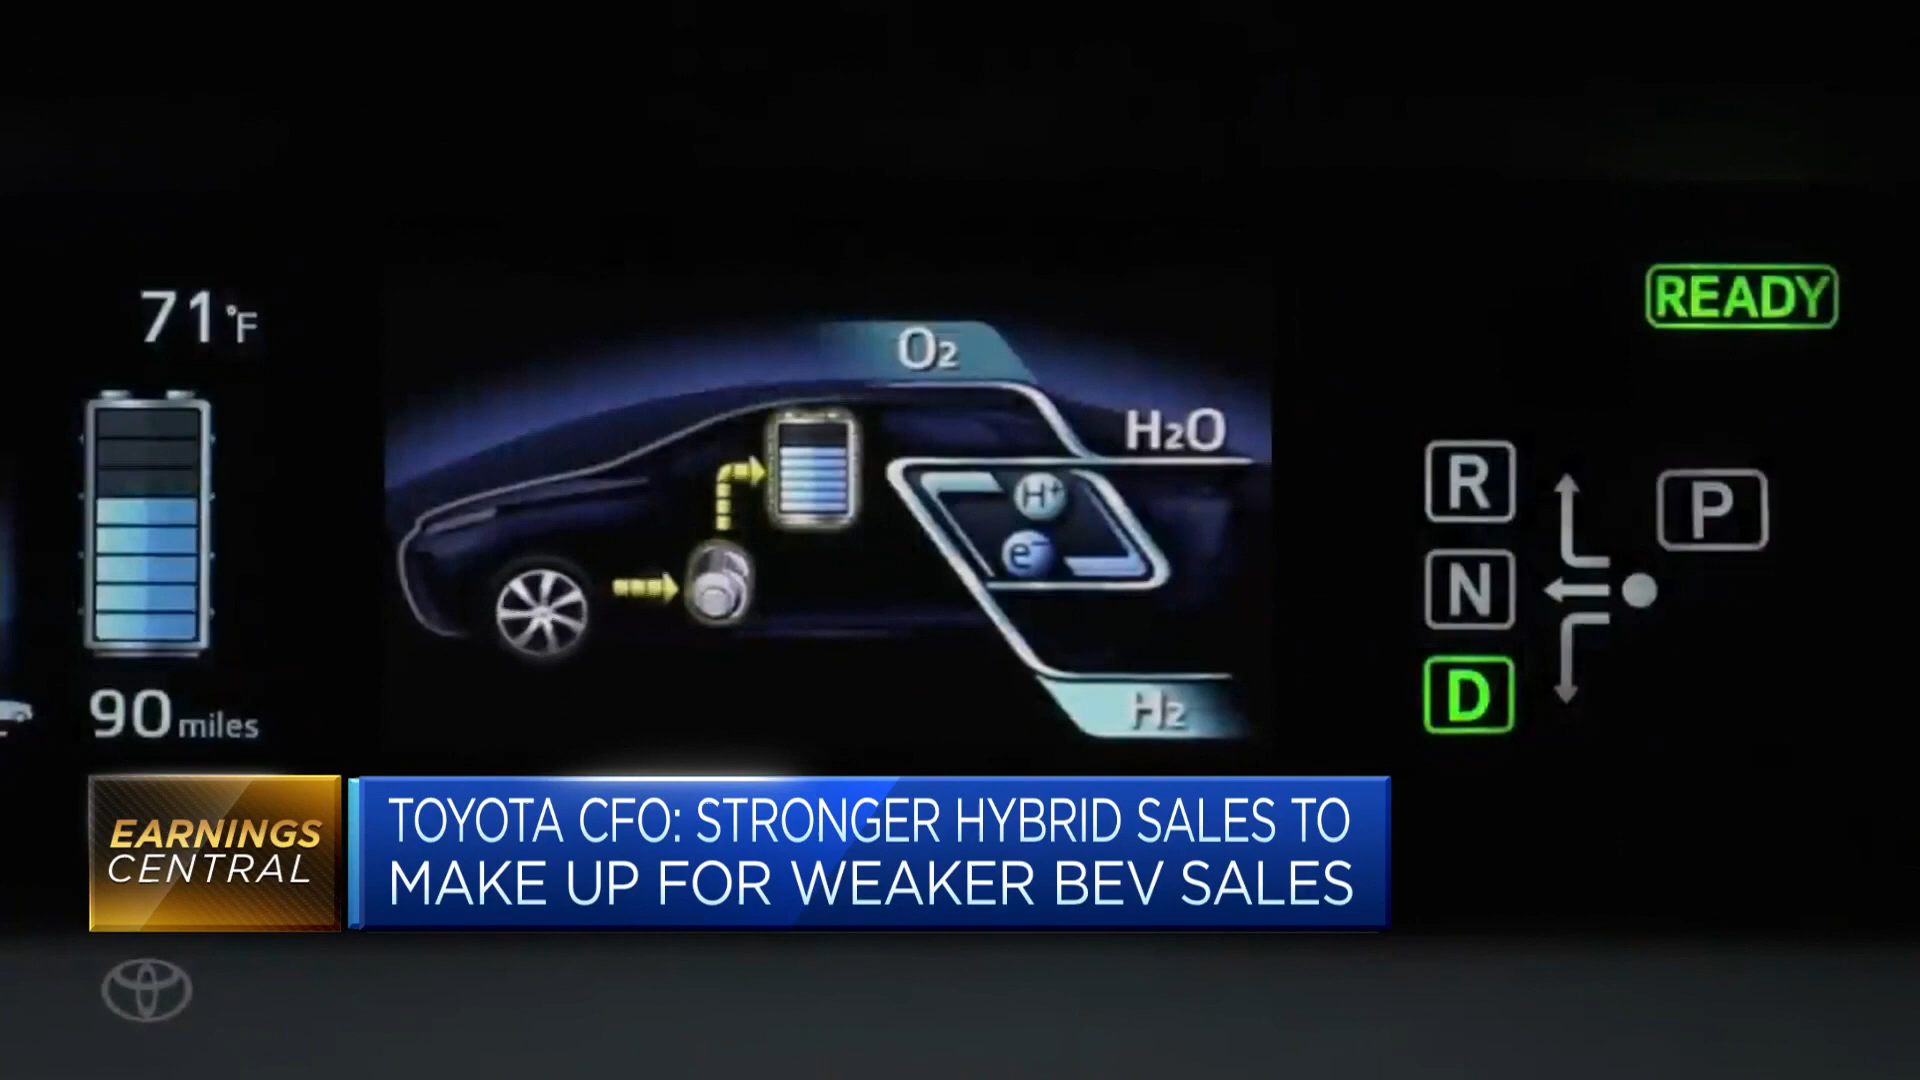 71°F
90 miles
O2
H2O
H+
e-
H2
READY
R
N
D
P
EARNINGS
CENTRAL
TOYOTA CFO: STRONGER HYBRID SALES TO
MAKE UP FOR WEAKER BEV SALES